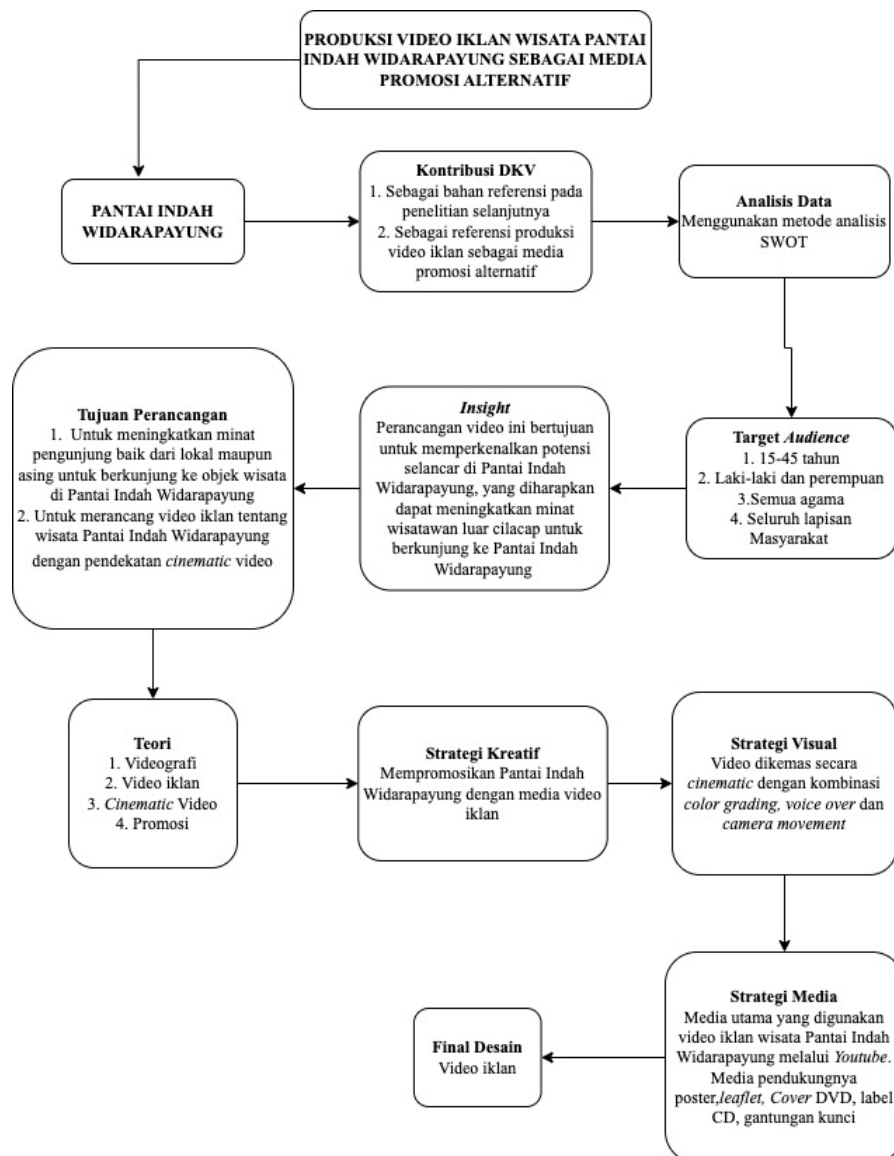 PRODUKSI VIDEO IKLAN WISATA PANTAI
INDAH WIDARAPAYUNG SEBAGAI MEDIA
PROMOSI ALTERNATIF
PANTAI INDAH
WIDARAPAYUNG
Kontribusi DKV
1. Sebagai bahan referensi pada
penelitian selanjutnya
2. Sebagai referensi produksi
video iklan sebagai media
promosi alternatif
Analisis Data
Menggunakan metode analisis
SWOT
Target Audience
1. 15-45 tahun
2. Laki-laki dan perempuan
3.Semua agama
4. Seluruh lapisan
Masyarakat
Insight
Perancangan video ini bertujuan
untuk memperkenalkan potensi
selancar di Pantai Indah
Widarapayung, yang diharapkan
dapat meningkatkan minat
wisatawan luar cilacap untuk
berkunjung ke Pantai Indah
Widarapayung
Tujuan Perancangan
1. Untuk meningkatkan minat
pengunjung baik dari lokal maupun
asing untuk berkunjung ke objek wisata
di Pantai Indah Widarapayung
2. Untuk merancang video iklan tentang
wisata Pantai Indah Widarapayung
dengan pendekatan cinematic video
Teori
1. Videografi
2. Video iklan
3. Cinematic Video
4. Promosi
Strategi Kreatif
Mempromosikan Pantai Indah
Widarapayung dengan media video
iklan
Strategi Visual
Video dikemas secara
cinematic dengan kombinasi
color grading, voice over dan
camera movement
Strategi Media
Media utama yang digunakan
video iklan wisata Pantai Indah
Widarapayung melalui Youtube.
Media pendukungnya
poster,leaflet, Cover DVD, label
CD, gantungan kunci
Final Desain
Video iklan